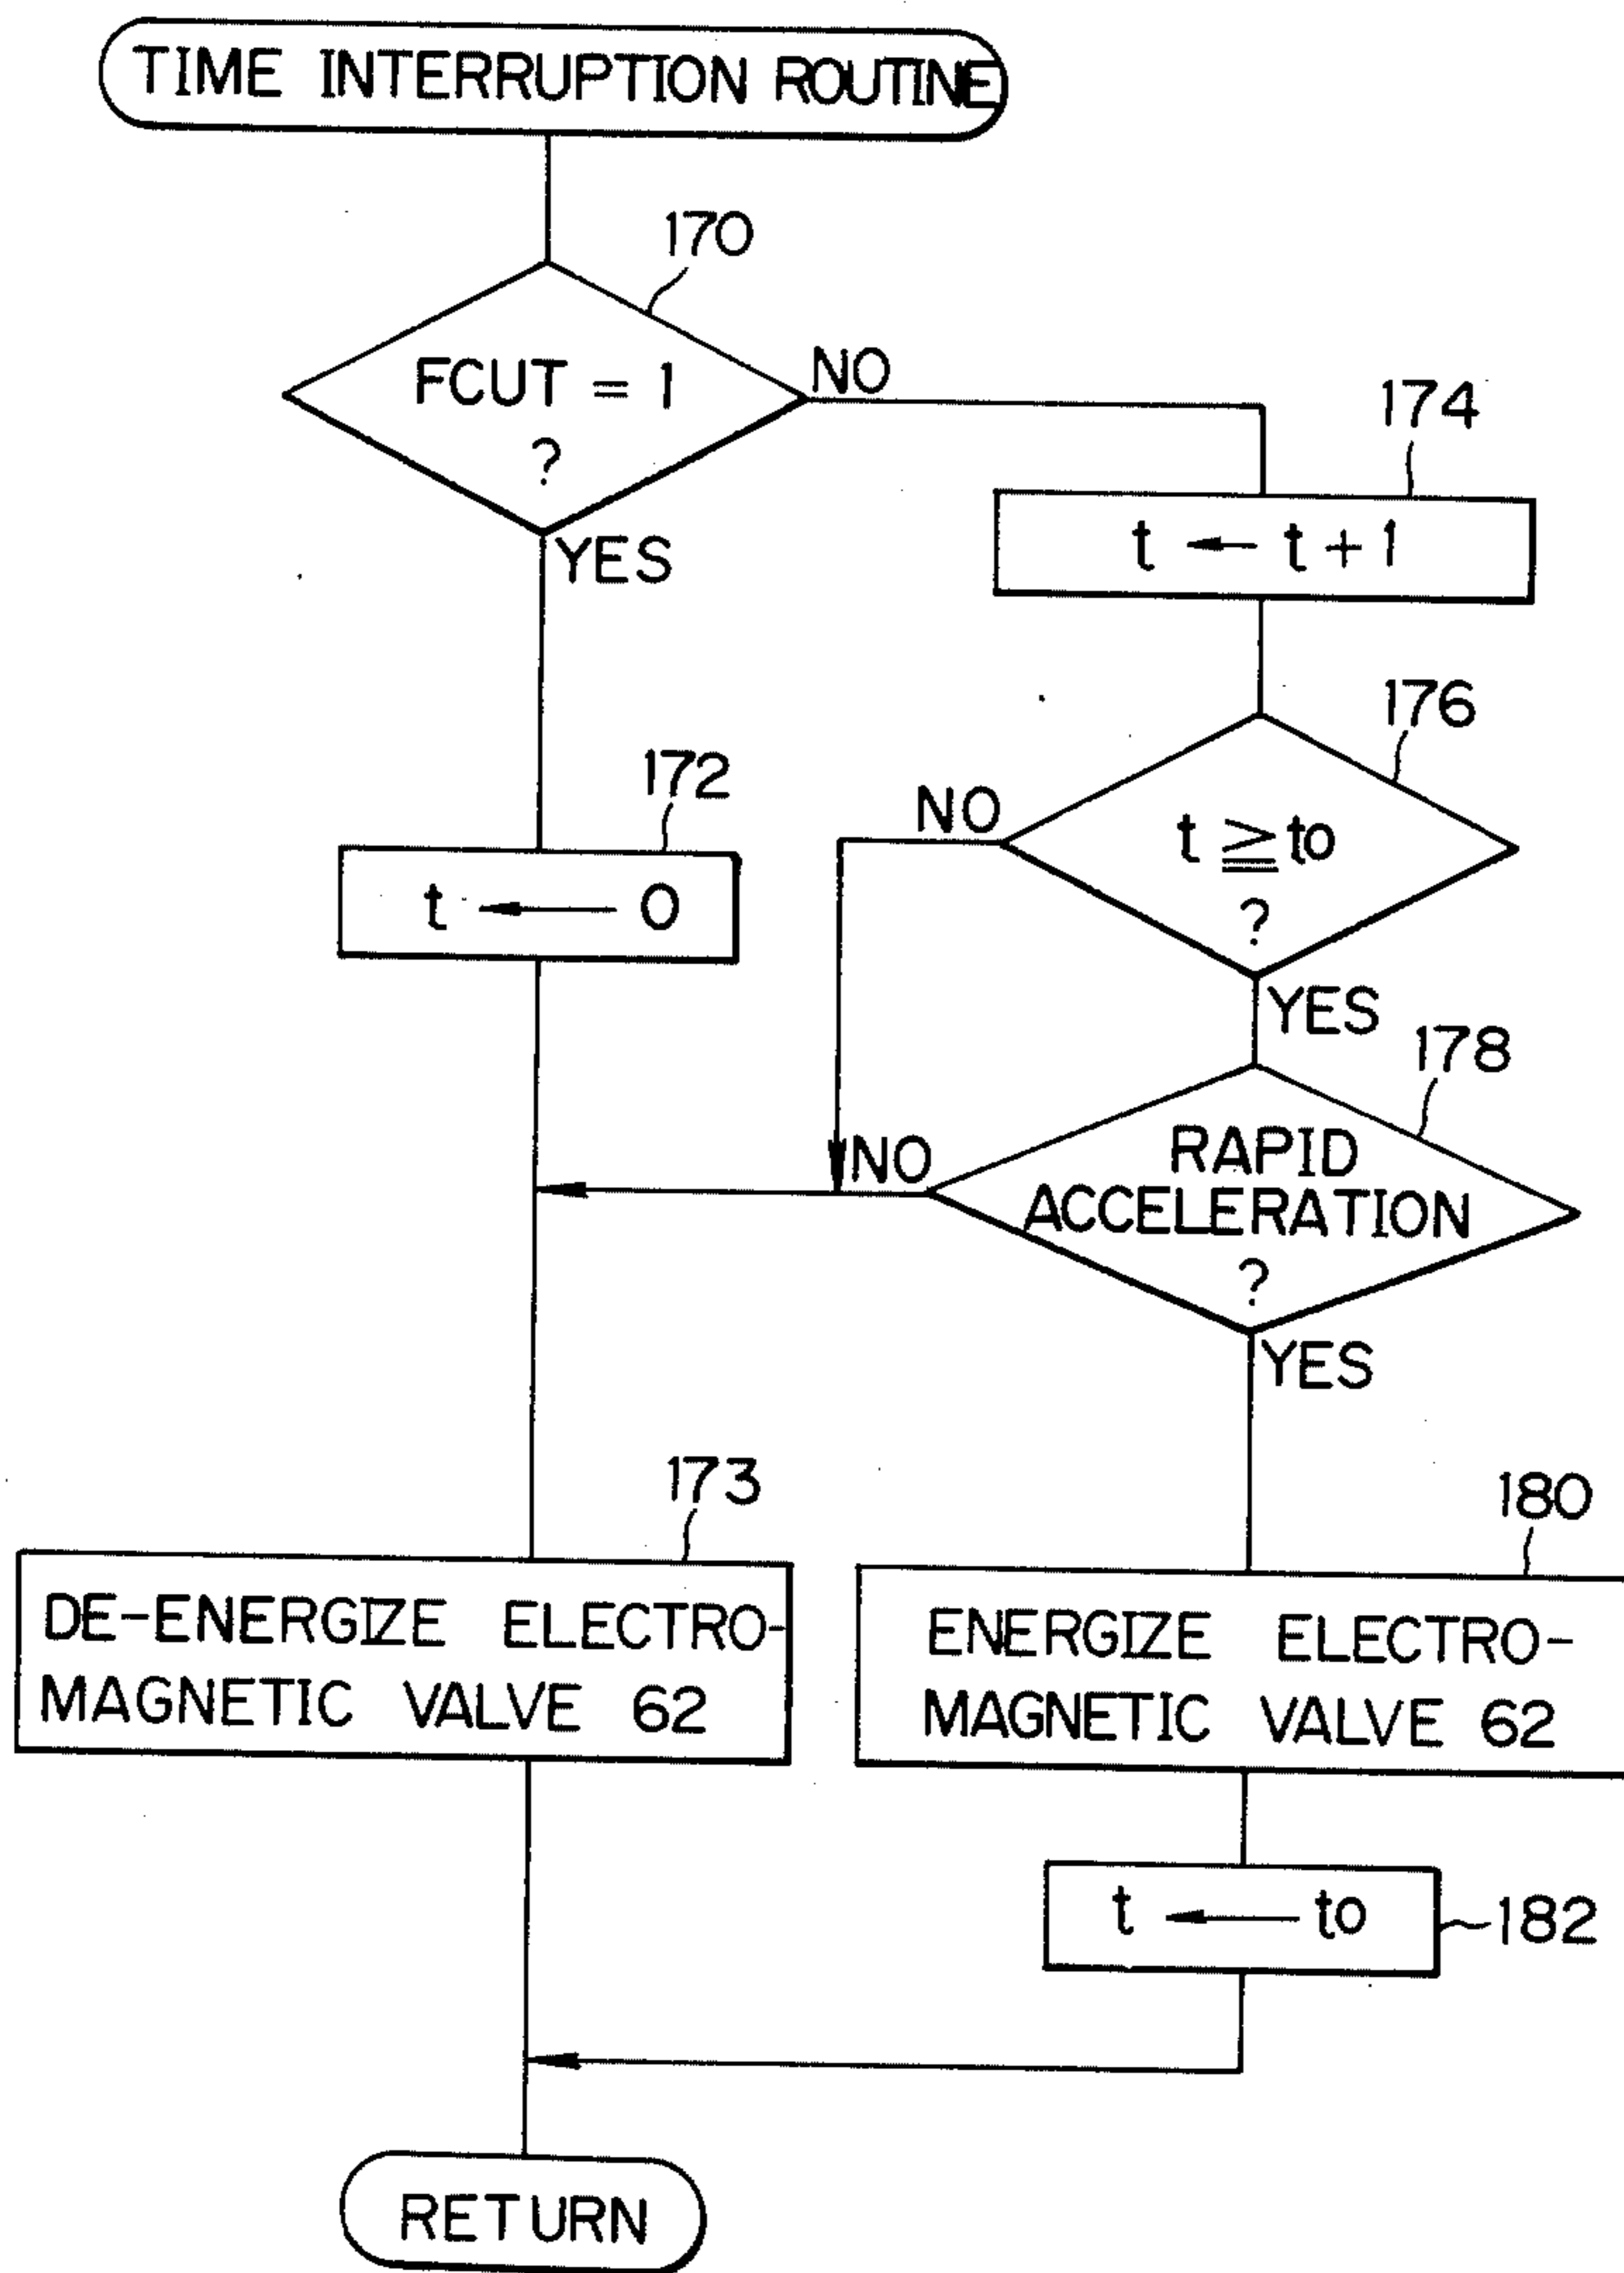 TIME INTERRUPTION ROUTINE
170
FCUT = 1
?
NO
YES
174
t ← t + 1
176
t ≧ to
?
NO
YES
172
t ← 0
178
RAPID
ACCELERATION
?
NO
YES
173
DE-ENERGIZE ELECTRO-
MAGNETIC VALVE 62
180
ENERGIZE ELECTRO-
MAGNETIC VALVE 62
t ← to
182
RETURN